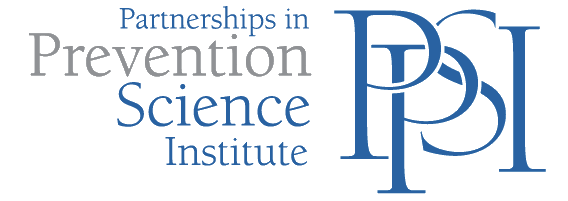 Partnerships in
Prevention
Science
Institute
PPSI